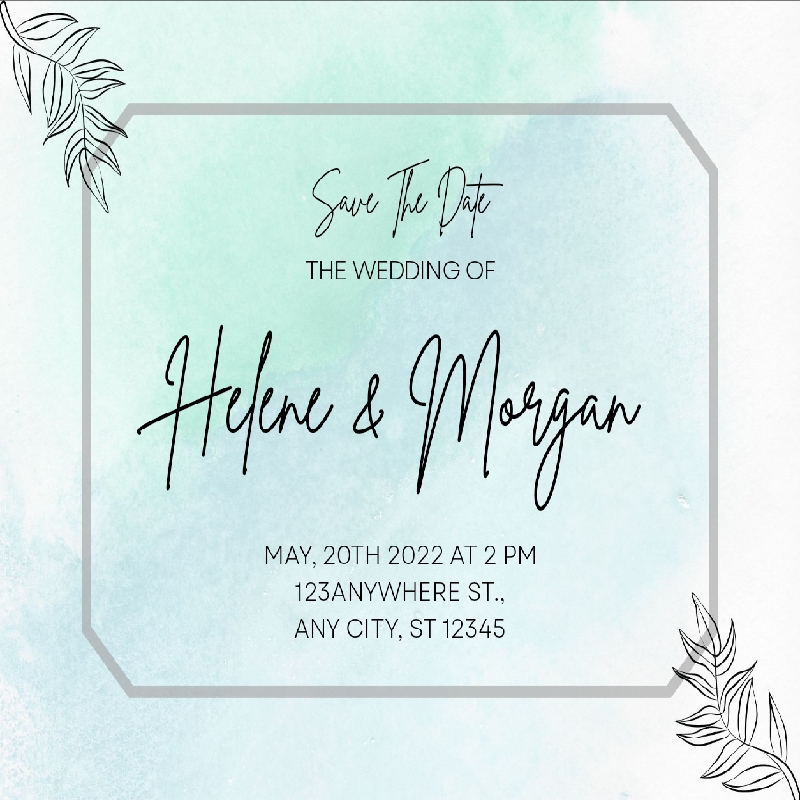 Save The Date
THE WEDDING OF
Helene & Morgan
MAY, 20TH 2022 AT 2 PM
123ANYWHERE ST.,
ANY CITY, ST 12345